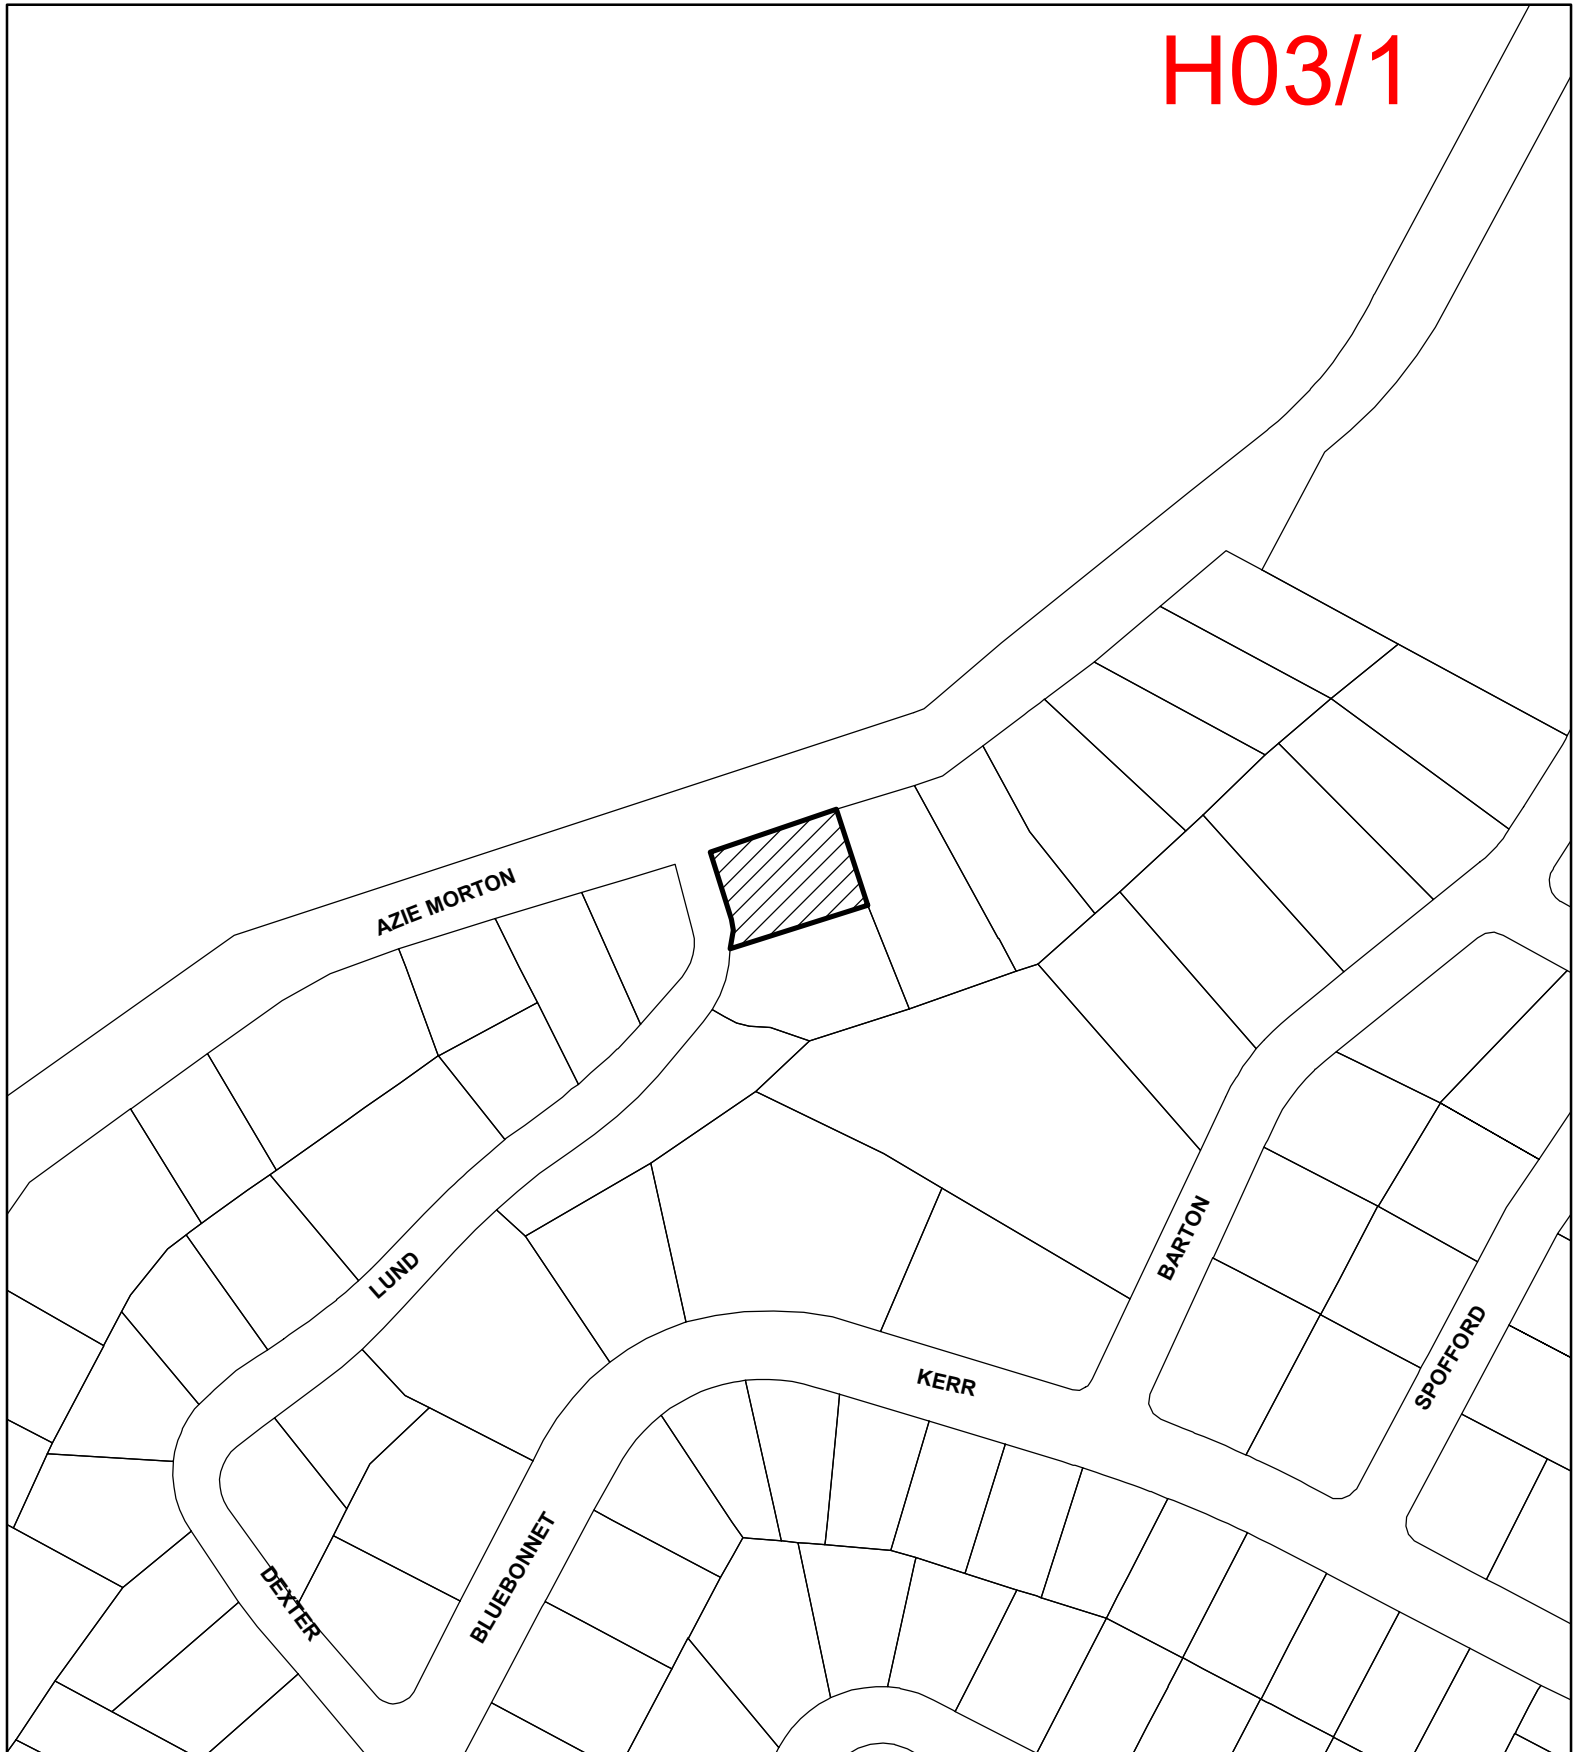 H03/1
AZIE MORTON
LUND
BARTON
KERR
SPOFFORD
BLUEBONNET
DEXTER